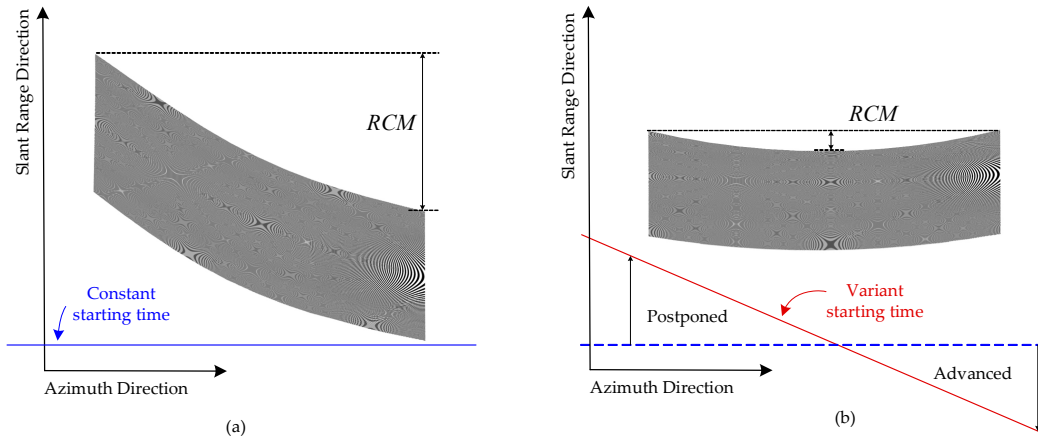 Slant Range Direction
RCM
Constant
starting time
Azimuth Direction
(a)
Slant Range Direction
RCM
Variant
starting time
Postponed
Advanced
Azimuth Direction
(b)